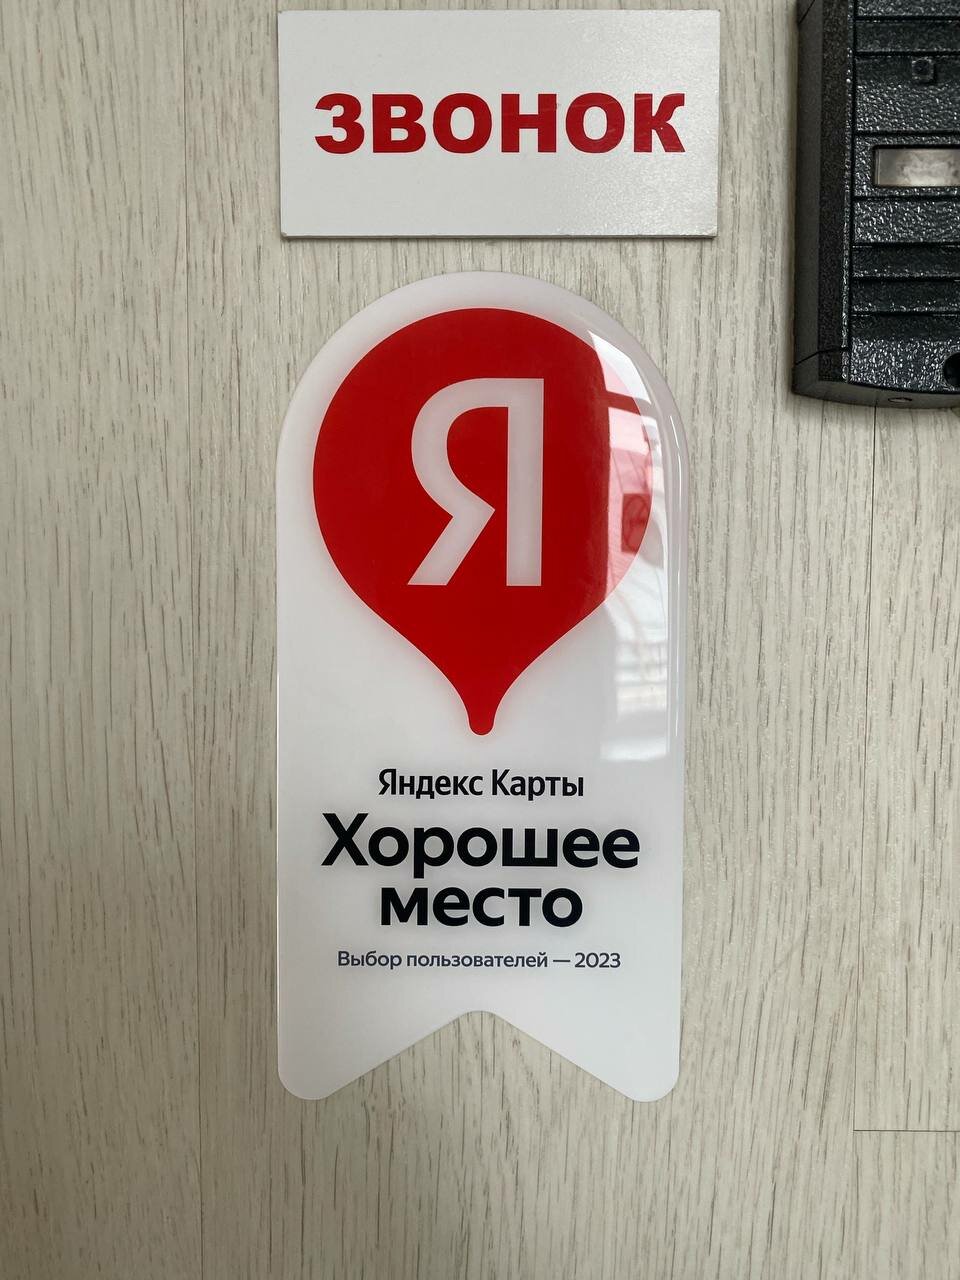 ЗВОНОК
Я
Яндекс Карты
Хорошее
место
Выбор пользователей — 2023